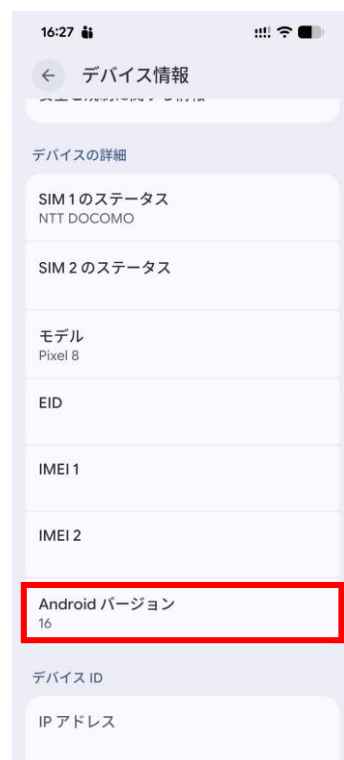 16:27
デバイス情報
デバイスの詳細
SIM 1 のステータス
NTT DOCOMO
SIM 2 のステータス
モデル
Pixel 8
EID
IMEI 1
IMEI 2
Android バージョン
16
デバイス ID
IP アドレス